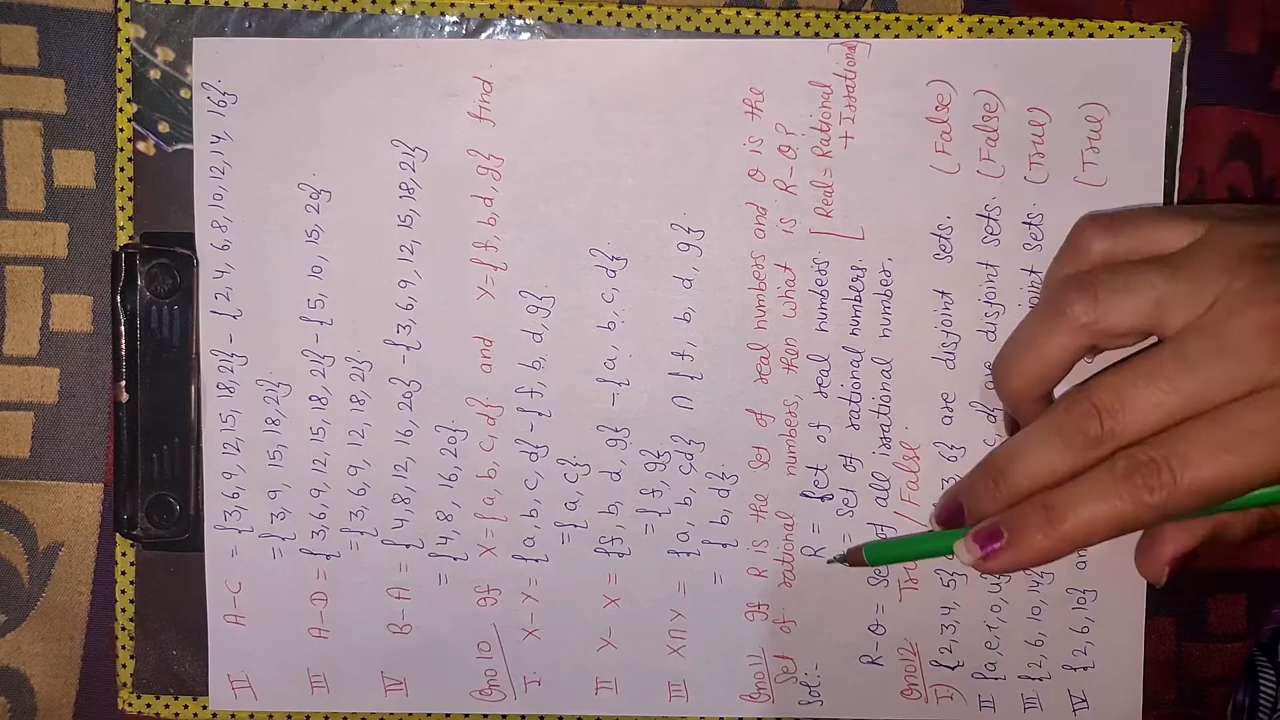 II A-C = {3,6,9,12,15,18,21} - {2,4,6,8,10,12,14,16}
= {3,9,15,18,21}.
III A-D = {3,6,9,12,15,18,21} - {5,10,15,20}.
= {3,6,9,12,18,21}.
IV B-A = {4,8,12,16,20} - {3,6,9,12,15,18,21}
= {4,8,16,20}.
Qno10 If X = {a,b,c,d} and Y = {f,b,d,g} find.
I. X-Y = {a,b,c,d} - {f,b,d,g}.
= {a,c}.
II Y-X = {f,b,d,g} - {a,b,c,d}.
= {f,g}.
III X∩Y = {a,b,c,d} ∩ {f,b,d,g}.
= {b,d}.
Qno11 If R is the set of real numbers and Q is the
set of rational numbers, then what is R-Q?
Sol:- R = Set of real numbers. [Real = Rational
+ Irrational]
= Set of rational numbers.
R-Q = Set of all irrational number.
Qno12. True/False.
I) {2,3,4,5} 3,6} are disjoint sets. (False)
II {a,e,i,o,u} c,d} are disjoint sets. (False)
III {2,6,10,14} sets. (True)
IV {2,6,10} (True)